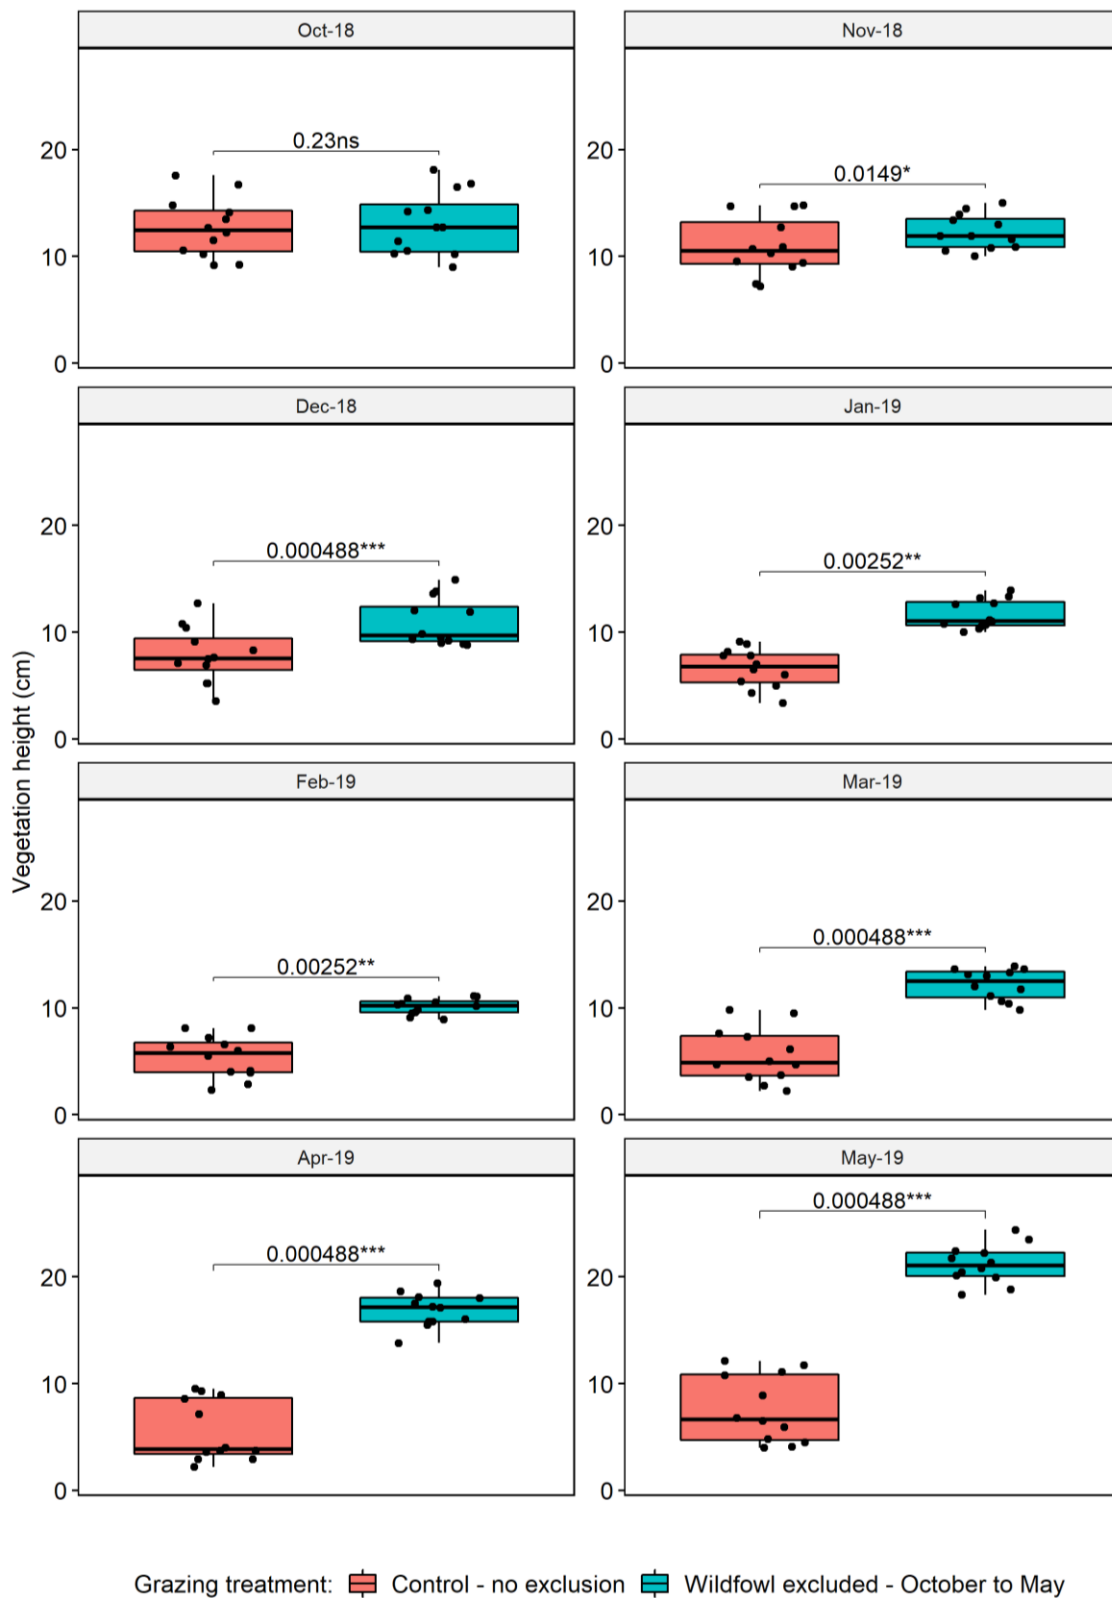 Oct-18
Nov-18
0.23ns
0.0149*
20
10
0
20
10
0
Dec-18
Jan-19
0.000488***
0.00252**
20
10
0
20
10
0
Vegetation height (cm)
Feb-19
Mar-19
0.00252**
0.000488***
20
10
0
20
10
0
Apr-19
May-19
0.000488***
0.000488***
20
10
0
20
10
0
Grazing treatment: Control - no exclusion Wildfowl excluded - October to May